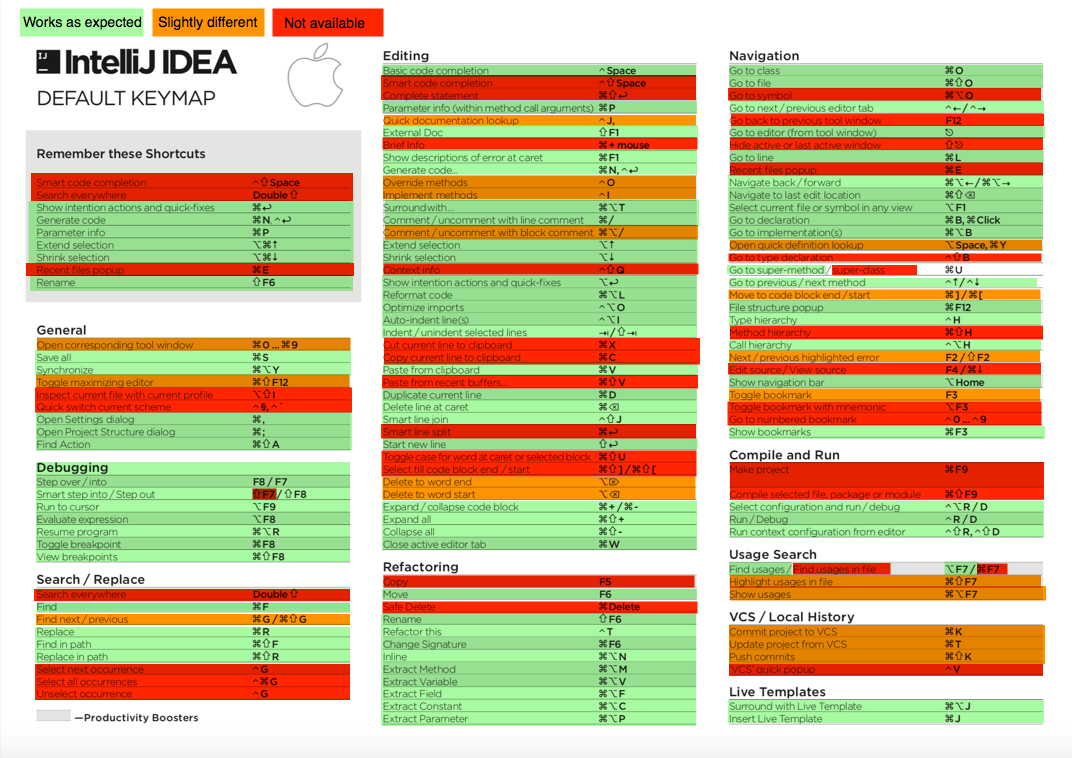 Works as expected
Slightly different
Not available
IJ IntelliJ IDEA
DEFAULT KEYMAP
Remember these Shortcuts
Smart code completion ⌃⇧Space
Search everywhere Double⇧
Show intention actions and quick-fixes ⌘↩
Generate code ⌘N, ⌃↩
Parameter info ⌘P
Extend selection ⌥⌘↑
Shrink selection ⌥⌘↓
Recent files popup ⌘E
Rename ⇧F6
General
Open corresponding tool window ⌘0 ... ⌘9
Save all ⌘S
Synchronize ⌘⌥Y
Toggle maximizing editor ⌘⇧F12
Inspect current file with current profile ⌥⇧I
Quick switch current scheme ⌃§, ⌃`
Open Settings dialog ⌘,
Open Project Structure dialog ⌘;
Find Action ⌘⇧A
Debugging
Step over / into F8 / F7
Smart step into / Step out ⇧F7 / ⇧F8
Run to cursor ⌥F9
Evaluate expression ⌥F8
Resume program ⌘⌥R
Toggle breakpoint ⌘F8
View breakpoints ⌘⇧F8
Search / Replace
Search everywhere Double⇧
Find ⌘F
Find next / previous ⌘G / ⌘⇧G
Replace ⌘R
Find in path ⌘⇧F
Replace in path ⌘⇧R
Select next occurrence ⌃G
Select all occurrences ⌃⌘G
Unselect occurrence ⌃G
—Productivity Boosters
Editing
Basic code completion ⌃Space
Smart code completion ⌃⇧Space
Complete statement ⌘⇧↩
Parameter info (within method call arguments) ⌘P
Quick documentation lookup ⌃J,
External Doc ⇧F1
Brief Info ⌘+mouse
Show descriptions of error at caret ⌘F1
Generate code... ⌘N, ⌃↩
Override methods ⌃O
Implement methods ⌃I
Surround with... ⌘⌥T
Comment / uncomment with line comment ⌘/
Comment / uncomment with block comment ⌘⌥/
Extend selection ⌥↑
Shrink selection ⌥↓
Context info ⌃⇧Q
Show intention actions and quick-fixes ⌥↩
Reformat code ⌘⌥L
Optimize imports ⌃⌥O
Auto-indent line(s) ⌃⌥I
Indent / unindent selected lines ⇥ / ⇧⇥
Cut current line to clipboard ⌘X
Copy current line to clipboard ⌘C
Paste from clipboard ⌘V
Paste from recent buffers... ⌘⇧V
Duplicate current line ⌘D
Delete line at caret ⌘⌫
Smart line join ⌃⇧J
Smart line split ⌘↩
Start new line ⇧↩
Toggle case for word at caret or selected block ⌘⇧U
Select till code block end / start ⌘⇧] / ⌘⇧[
Delete to word end ⌥⌦
Delete to word start ⌥⌫
Expand / collapse code block ⌘+ / ⌘-
Expand all ⌘⇧+
Collapse all ⌘⇧-
Close active editor tab ⌘W
Refactoring
Copy F5
Move F6
Safe Delete ⌘Delete
Rename ⇧F6
Refactor this ⌃T
Change Signature ⌘F6
Inline ⌘⌥N
Extract Method ⌘⌥M
Extract Variable ⌘⌥V
Extract Field ⌘⌥F
Extract Constant ⌘⌥C
Extract Parameter ⌘⌥P
Navigation
Go to class ⌘O
Go to file ⌘⇧O
Go to symbol ⌘⌥O
Go to next / previous editor tab ⌃← / ⌃→
Go back to previous tool window F12
Go to editor (from tool window) ⎋
Hide active or last active window ⇧⎋
Go to line ⌘L
Recent files popup ⌘E
Navigate back / forward ⌘⌥← / ⌘⌥→
Navigate to last edit location ⌘⇧⌫
Select current file or symbol in any view ⌥F1
Go to declaration ⌘B, ⌘Click
Go to implementation(s) ⌘⌥B
Open quick definition lookup ⌥Space, ⌘Y
Go to type declaration ⌃⇧B
Go to super-method / super-class ⌘U
Go to previous / next method ⌃↑ / ⌃↓
Move to code block end / start ⌘] / ⌘[
File structure popup ⌘F12
Type hierarchy ⌃H
Method hierarchy ⌘⇧H
Call hierarchy ⌃⌥H
Next / previous highlighted error F2 / ⇧F2
Edit source / View source F4 / ⌘↓
Show navigation bar ⌥Home
Toggle bookmark F3
Toggle bookmark with mnemonic ⌥F3
Go to numbered bookmark ⌃0 ... ⌃9
Show bookmarks ⌘F3
Compile and Run
Make project ⌘F9
Compile selected file, package or module ⌘⇧F9
Select configuration and run / debug ⌃⌥R / D
Run / Debug ⌃R / D
Run context configuration from editor ⌃⇧R, ⌃⇧D
Usage Search
Find usages / Find usages in file ⌥F7 / ⌘F7
Highlight usages in file ⌘⇧F7
Show usages ⌘⌥F7
VCS / Local History
Commit project to VCS ⌘K
Update project from VCS ⌘T
Push commits ⌘⇧K
'VCS' quick popup ⌃V
Live Templates
Surround with Live Template ⌘⌥J
Insert Live Template ⌘J